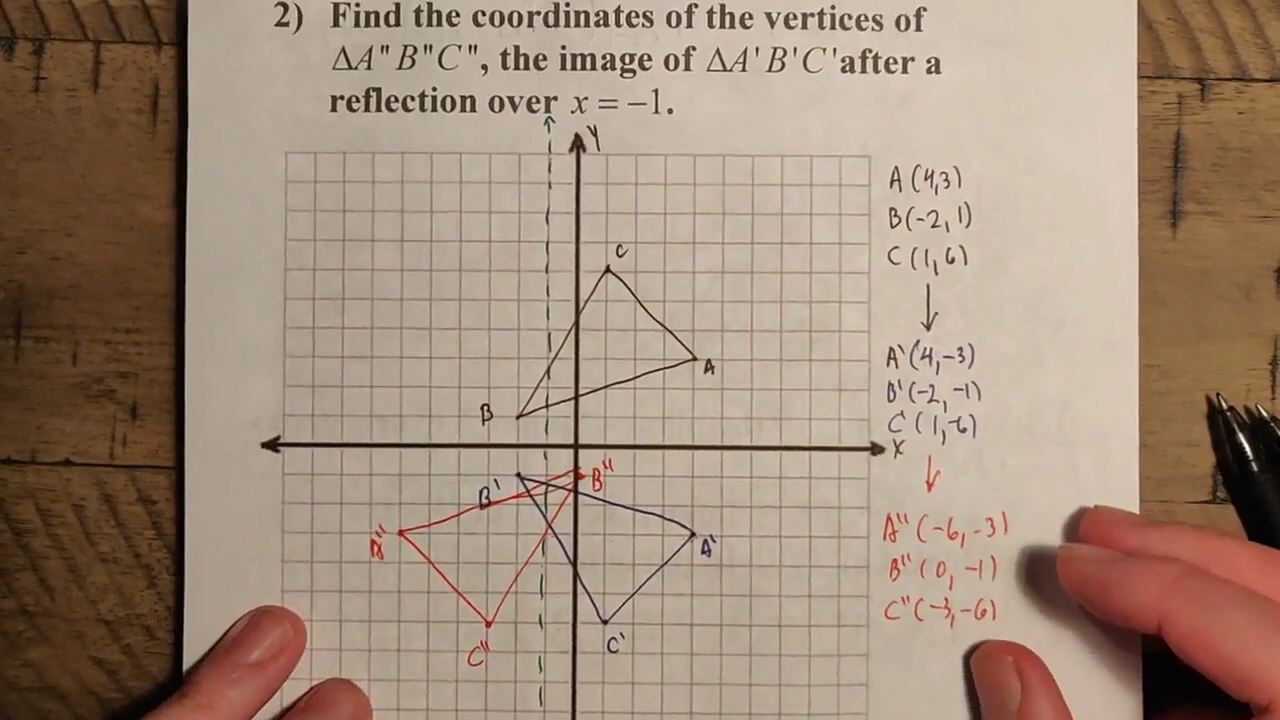 2) Find the coordinates of the vertices of
ΔA"B"C", the image of ΔA'B'C'after a
reflection over x = −1.
Y
A (4,3)
B(-2, 1)
C (1, 6)
C
A
B
A'(4,-3)
B'(-2, -1)
C'(1,-6)
X
B'
B"
A"
A'
A"(-6,-3)
B"(0, -1)
C"(-3,-6)
C"
C'